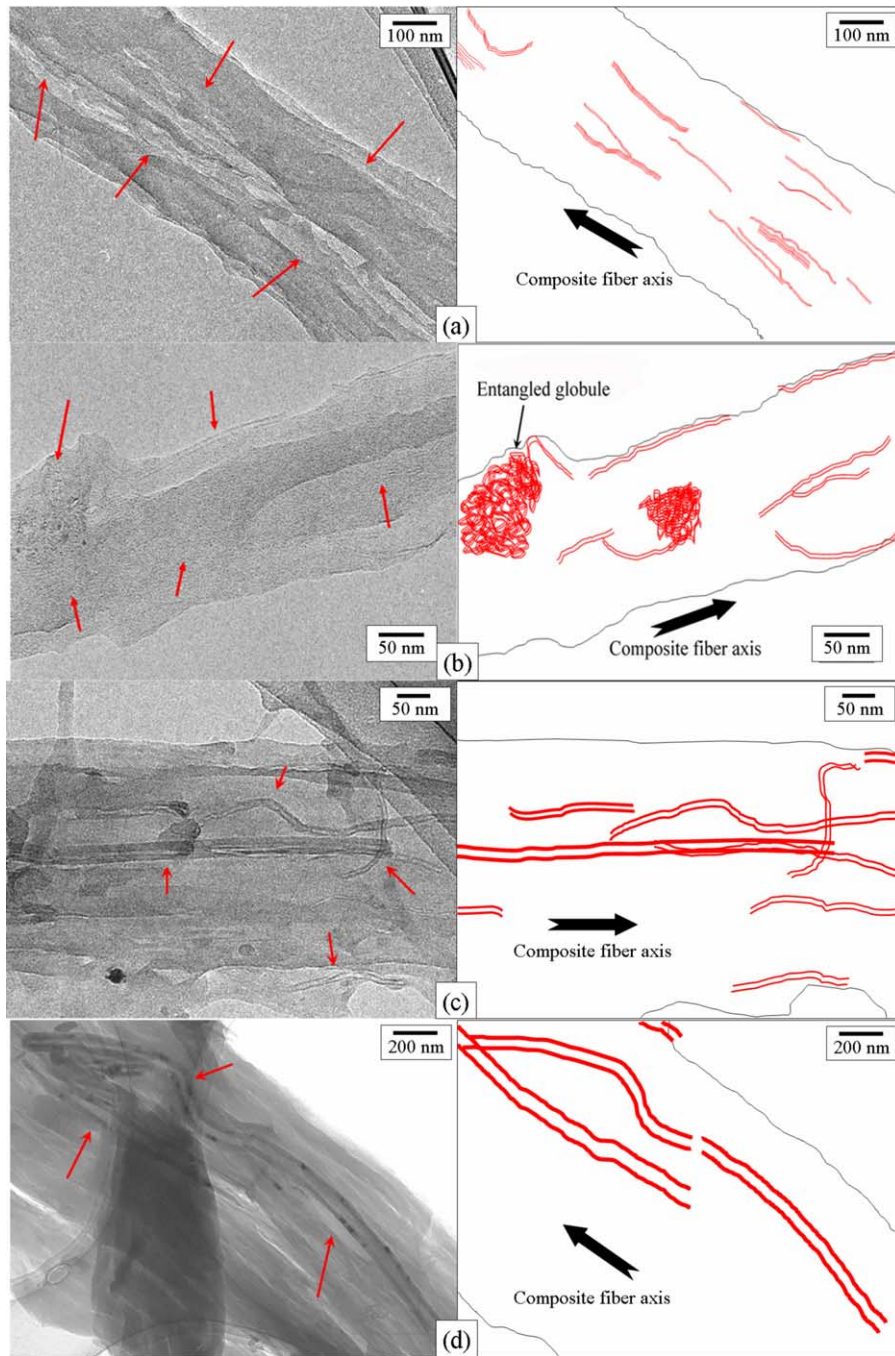 100 nm
100 nm
Composite fiber axis
(a)
Entangled globule
Composite fiber axis
50 nm
50 nm
(b)
50 nm
50 nm
Composite fiber axis
(c)
200 nm
200 nm
Composite fiber axis
(d)